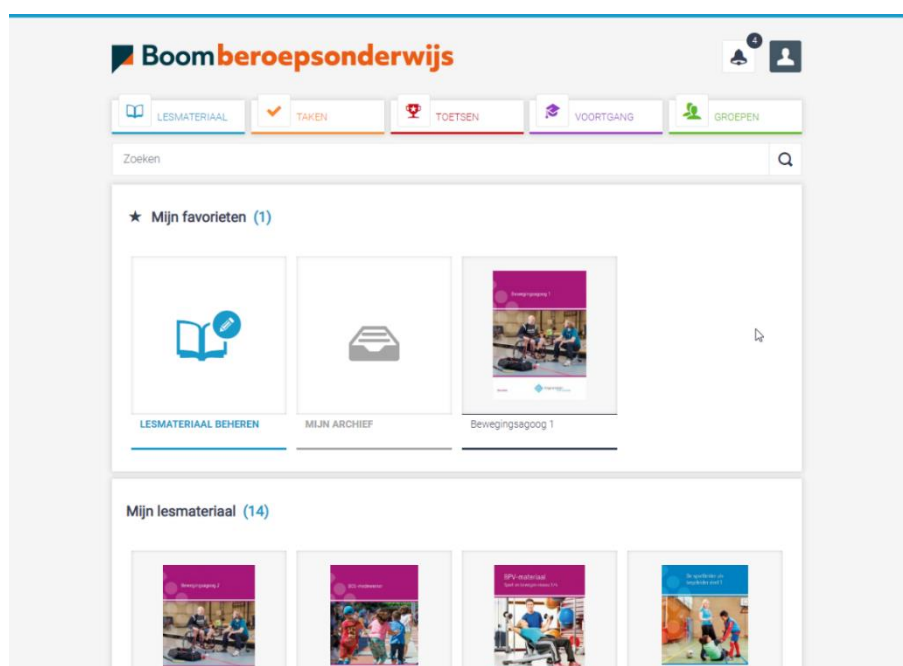 Boomberoepsonderwijs
4
LESMATERIAAL
TAKEN
TOETSEN
VOORTGANG
GROEPEN
Zoeken
★ Mijn favorieten (1)
Bewegingsagoog 1
LESMATERIAAL BEHEREN
MIJN ARCHIEF
Bewegingsagoog 1
Mijn lesmateriaal (14)
Bewegingsagoog 2
BPV-materiaal